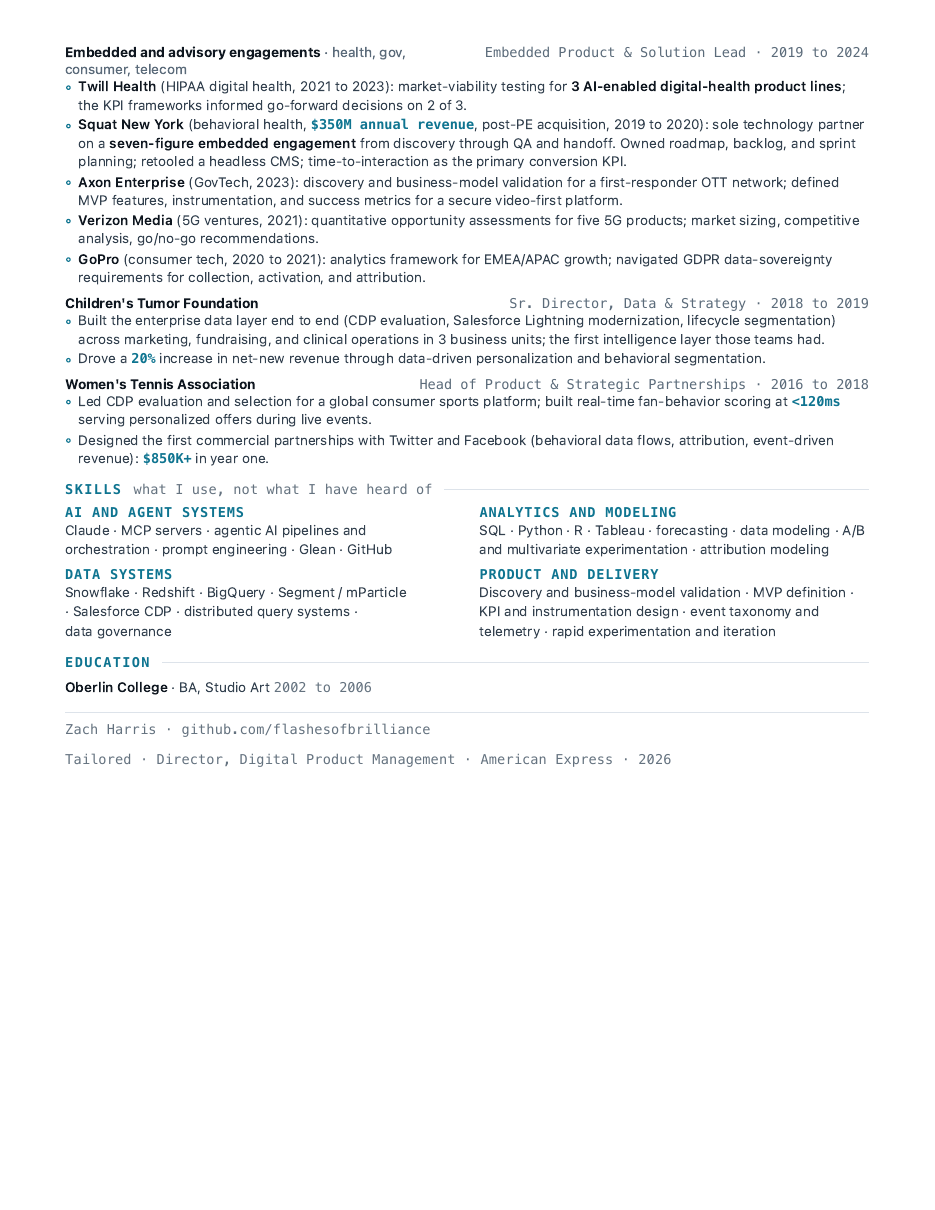 Embedded and advisory engagements · health, gov, Embedded Product & Solution Lead · 2019 to 2024
consumer, telecom
Twill Health (HIPAA digital health, 2021 to 2023): market-viability testing for 3 AI-enabled digital-health product lines;
the KPI frameworks informed go-forward decisions on 2 of 3.
Squat New York (behavioral health, $350M annual revenue, post-PE acquisition, 2019 to 2020): sole technology partner
on a seven-figure embedded engagement from discovery through QA and handoff. Owned roadmap, backlog, and sprint
planning; retooled a headless CMS; time-to-interaction as the primary conversion KPI.
Axon Enterprise (GovTech, 2023): discovery and business-model validation for a first-responder OTT network; defined
MVP features, instrumentation, and success metrics for a secure video-first platform.
Verizon Media (5G ventures, 2021): quantitative opportunity assessments for five 5G products; market sizing, competitive
analysis, go/no-go recommendations.
GoPro (consumer tech, 2020 to 2021): analytics framework for EMEA/APAC growth; navigated GDPR data-sovereignty
requirements for collection, activation, and attribution.
Children's Tumor Foundation Sr. Director, Data & Strategy · 2018 to 2019
Built the enterprise data layer end to end (CDP evaluation, Salesforce Lightning modernization, lifecycle segmentation)
across marketing, fundraising, and clinical operations in 3 business units; the first intelligence layer those teams had.
Drove a 20% increase in net-new revenue through data-driven personalization and behavioral segmentation.
Women's Tennis Association Head of Product & Strategic Partnerships · 2016 to 2018
Led CDP evaluation and selection for a global consumer sports platform; built real-time fan-behavior scoring at <120ms
serving personalized offers during live events.
Designed the first commercial partnerships with Twitter and Facebook (behavioral data flows, attribution, event-driven
revenue): $850K+ in year one.
SKILLS what I use, not what I have heard of
AI AND AGENT SYSTEMS
Claude · MCP servers · agentic AI pipelines and
orchestration · prompt engineering · Glean · GitHub
ANALYTICS AND MODELING
SQL · Python · R · Tableau · forecasting · data modeling · A/B
and multivariate experimentation · attribution modeling
DATA SYSTEMS
Snowflake · Redshift · BigQuery · Segment / mParticle
· Salesforce CDP · distributed query systems ·
data governance
PRODUCT AND DELIVERY
Discovery and business-model validation · MVP definition ·
KPI and instrumentation design · event taxonomy and
telemetry · rapid experimentation and iteration
EDUCATION
Oberlin College · BA, Studio Art 2002 to 2006
Zach Harris · github.com/flashesofbrilliance
Tailored · Director, Digital Product Management · American Express · 2026